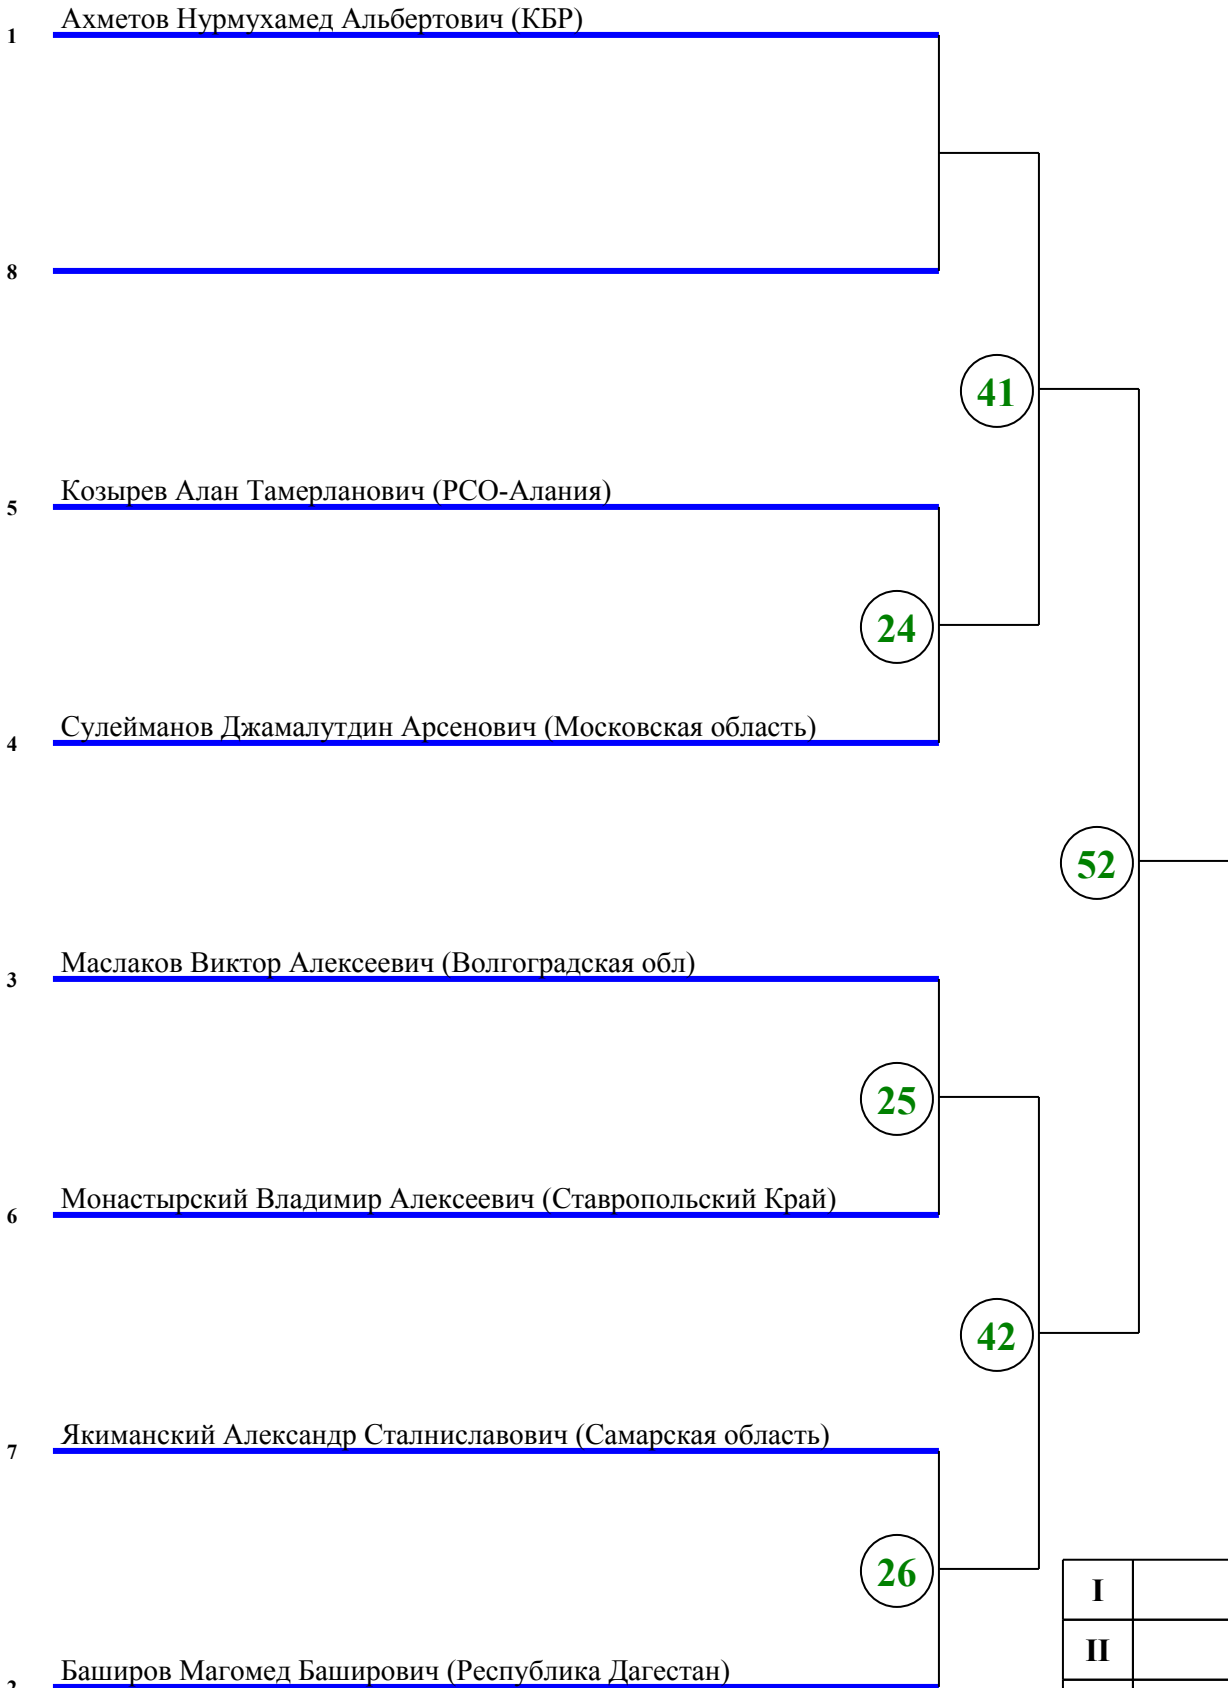 Ахметов Нурмухамед Альбертович (КБР)
1
8
41
Козырев Алан Тамерланович (РСО-Алания)
5
24
Сулейманов Джамалутдин Арсенович (Московская область)
4
52
Маслаков Виктор Алексеевич (Волгоградская обл)
3
25
Монастырский Владимир Алексеевич (Ставропольский Край)
6
42
Якиманский Александр Сталниславович (Самарская область)
7
26
I
II
Баширов Магомед Баширович (Республика Дагестан)
2